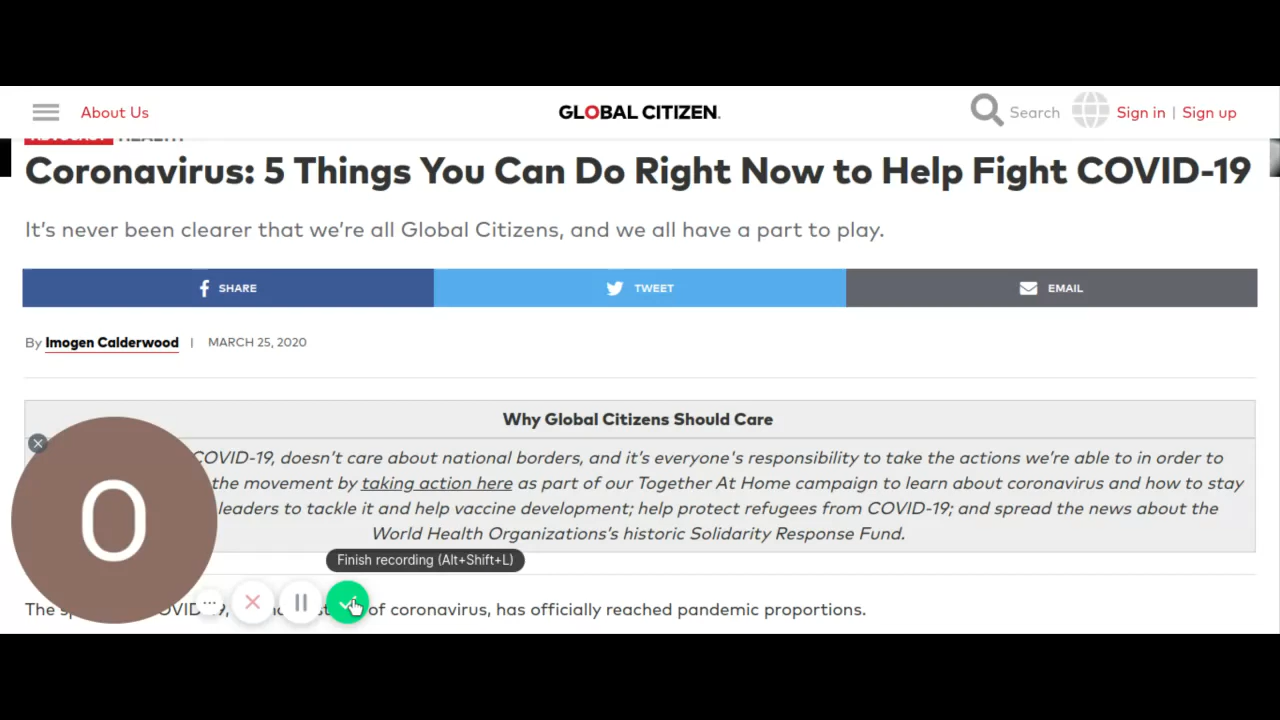 About Us
GLOBAL CITIZEN.
Search
Sign in | Sign up
Coronavirus: 5 Things You Can Do Right Now to Help Fight COVID-19
It's never been clearer that we're all Global Citizens, and we all have a part to play.
SHARE
TWEET
EMAIL
By Imogen Calderwood | MARCH 25, 2020
Why Global Citizens Should Care
COVID-19, doesn't care about national borders, and it's everyone's responsibility to take the actions we're able to in order to
the movement by taking action here as part of our Together At Home campaign to learn about coronavirus and how to stay
leaders to tackle it and help vaccine development; help protect refugees from COVID-19; and spread the news about the
World Health Organizations's historic Solidarity Response Fund.
O
Finish recording (Alt+Shift+L)
The of coronavirus, has officially reached pandemic proportions.